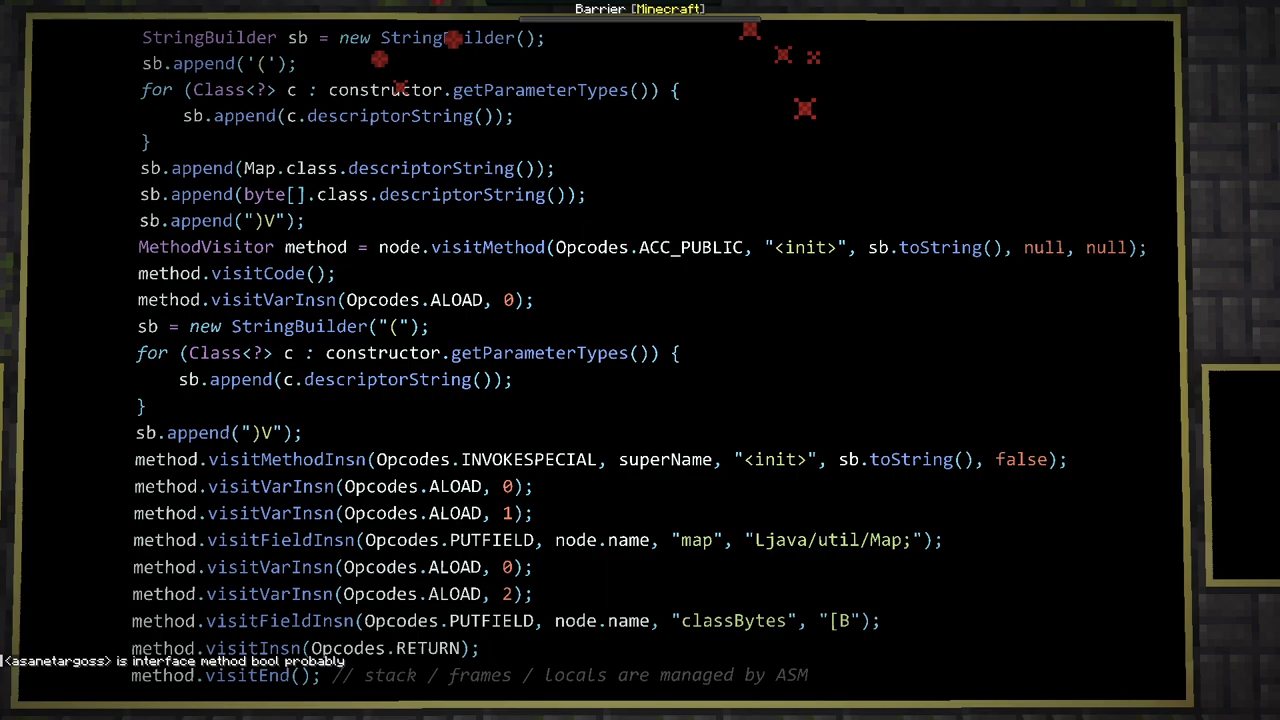 Barrier [Minecraft]
StringBuilder sb = new StringBuilder();
sb.append('(');
for (Class<?> c : constructor.getParameterTypes()) {
    sb.append(c.descriptorString());
}
sb.append(Map.class.descriptorString());
sb.append(byte[].class.descriptorString());
sb.append(")V");
MethodVisitor method = node.visitMethod(Opcodes.ACC_PUBLIC, "<init>", sb.toString(), null, null);
method.visitCode();
method.visitVarInsn(Opcodes.ALOAD, 0);
sb = new StringBuilder("(");
for (Class<?> c : constructor.getParameterTypes()) {
    sb.append(c.descriptorString());
}
sb.append(")V");
method.visitMethodInsn(Opcodes.INVOKESPECIAL, superName, "<init>", sb.toString(), false);
method.visitVarInsn(Opcodes.ALOAD, 0);
method.visitVarInsn(Opcodes.ALOAD, 1);
method.visitFieldInsn(Opcodes.PUTFIELD, node.name, "map", "Ljava/util/Map;");
method.visitVarInsn(Opcodes.ALOAD, 0);
method.visitVarInsn(Opcodes.ALOAD, 2);
method.visitFieldInsn(Opcodes.PUTFIELD, node.name, "classBytes", "[B");
method.visitInsn(Opcodes.RETURN);
<asanetargoss> is interface method bool probably
method.visitEnd(); // stack / frames / locals are managed by ASM